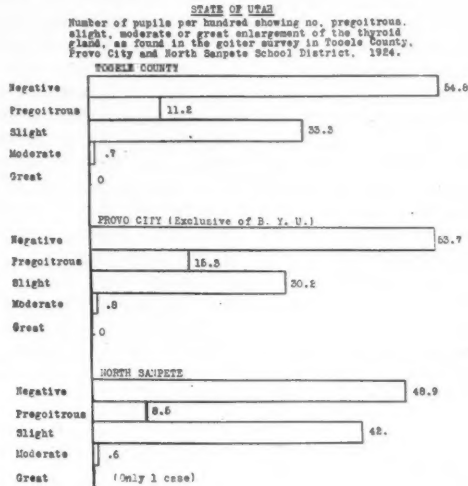 STATE OF UTAH
Number of pupils per hundred showing no, pregoitrous,
slight, moderate or great enlargement of the thyroid
gland, as found in the goiter survey in Tooele County,
Provo City and North Sanpete School District, 1924.
TOOELE COUNTY
Negative 54.8
Pregoitrous 11.2
Slight 33.3
Moderate .7
Great 0
PROVO CITY (Exclusive of B. Y. U.)
Negative 53.7
Pregoitrous 15.3
Slight 30.2
Moderate .8
Great .0
NORTH SANPETE
Negative 48.9
Pregoitrous 8.5
Slight 42.
Moderate .6
Great (Only 1 case)